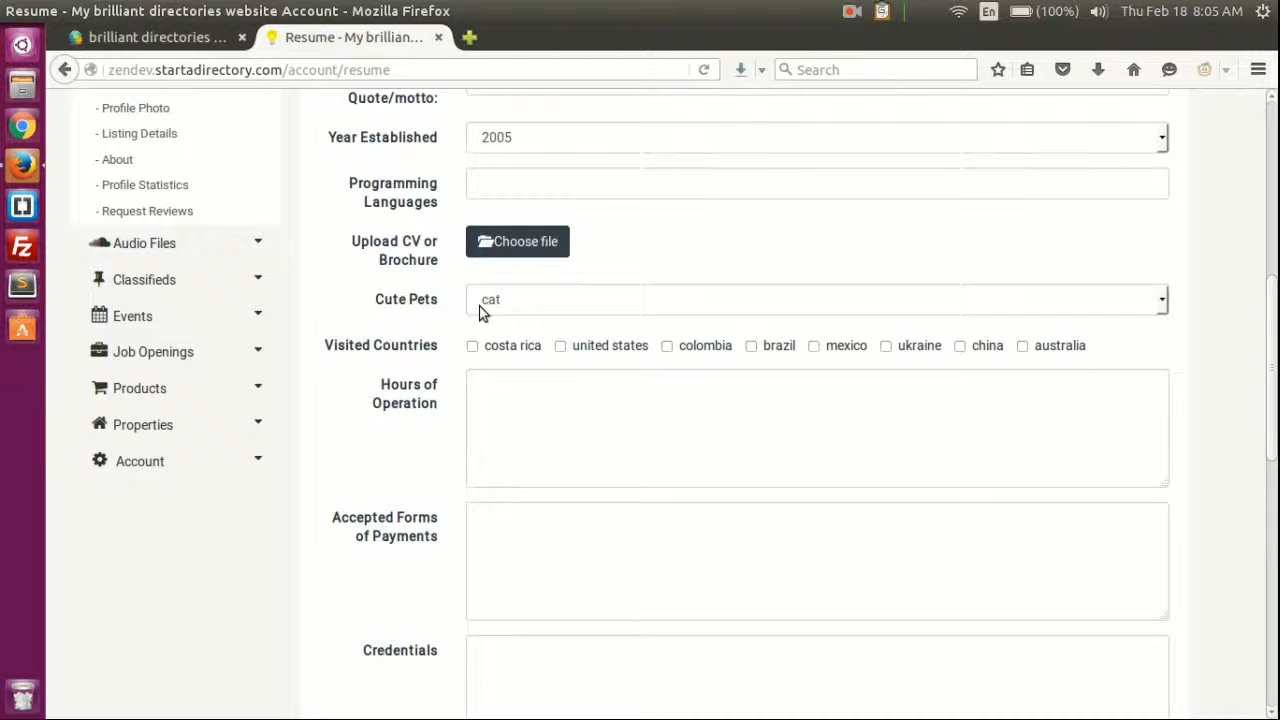 Resume - My brilliant directories website Account - Mozilla Firefox
En (100%) Thu Feb 18 8:05 AM
brilliant directories ... × Resume - My brillian... ×
zendev.startadirectory.com/account/resume
Search
- Profile Photo
- Listing Details
- About
- Profile Statistics
- Request Reviews
Audio Files
Classifieds
Events
Job Openings
Products
Properties
Account
Quote/motto:
Year Established
2005
Programming
Languages
Upload CV or
Brochure
Choose file
Cute Pets
cat
Visited Countries
costa rica united states colombia brazil mexico ukraine china australia
Hours of
Operation
Accepted Forms
of Payments
Credentials